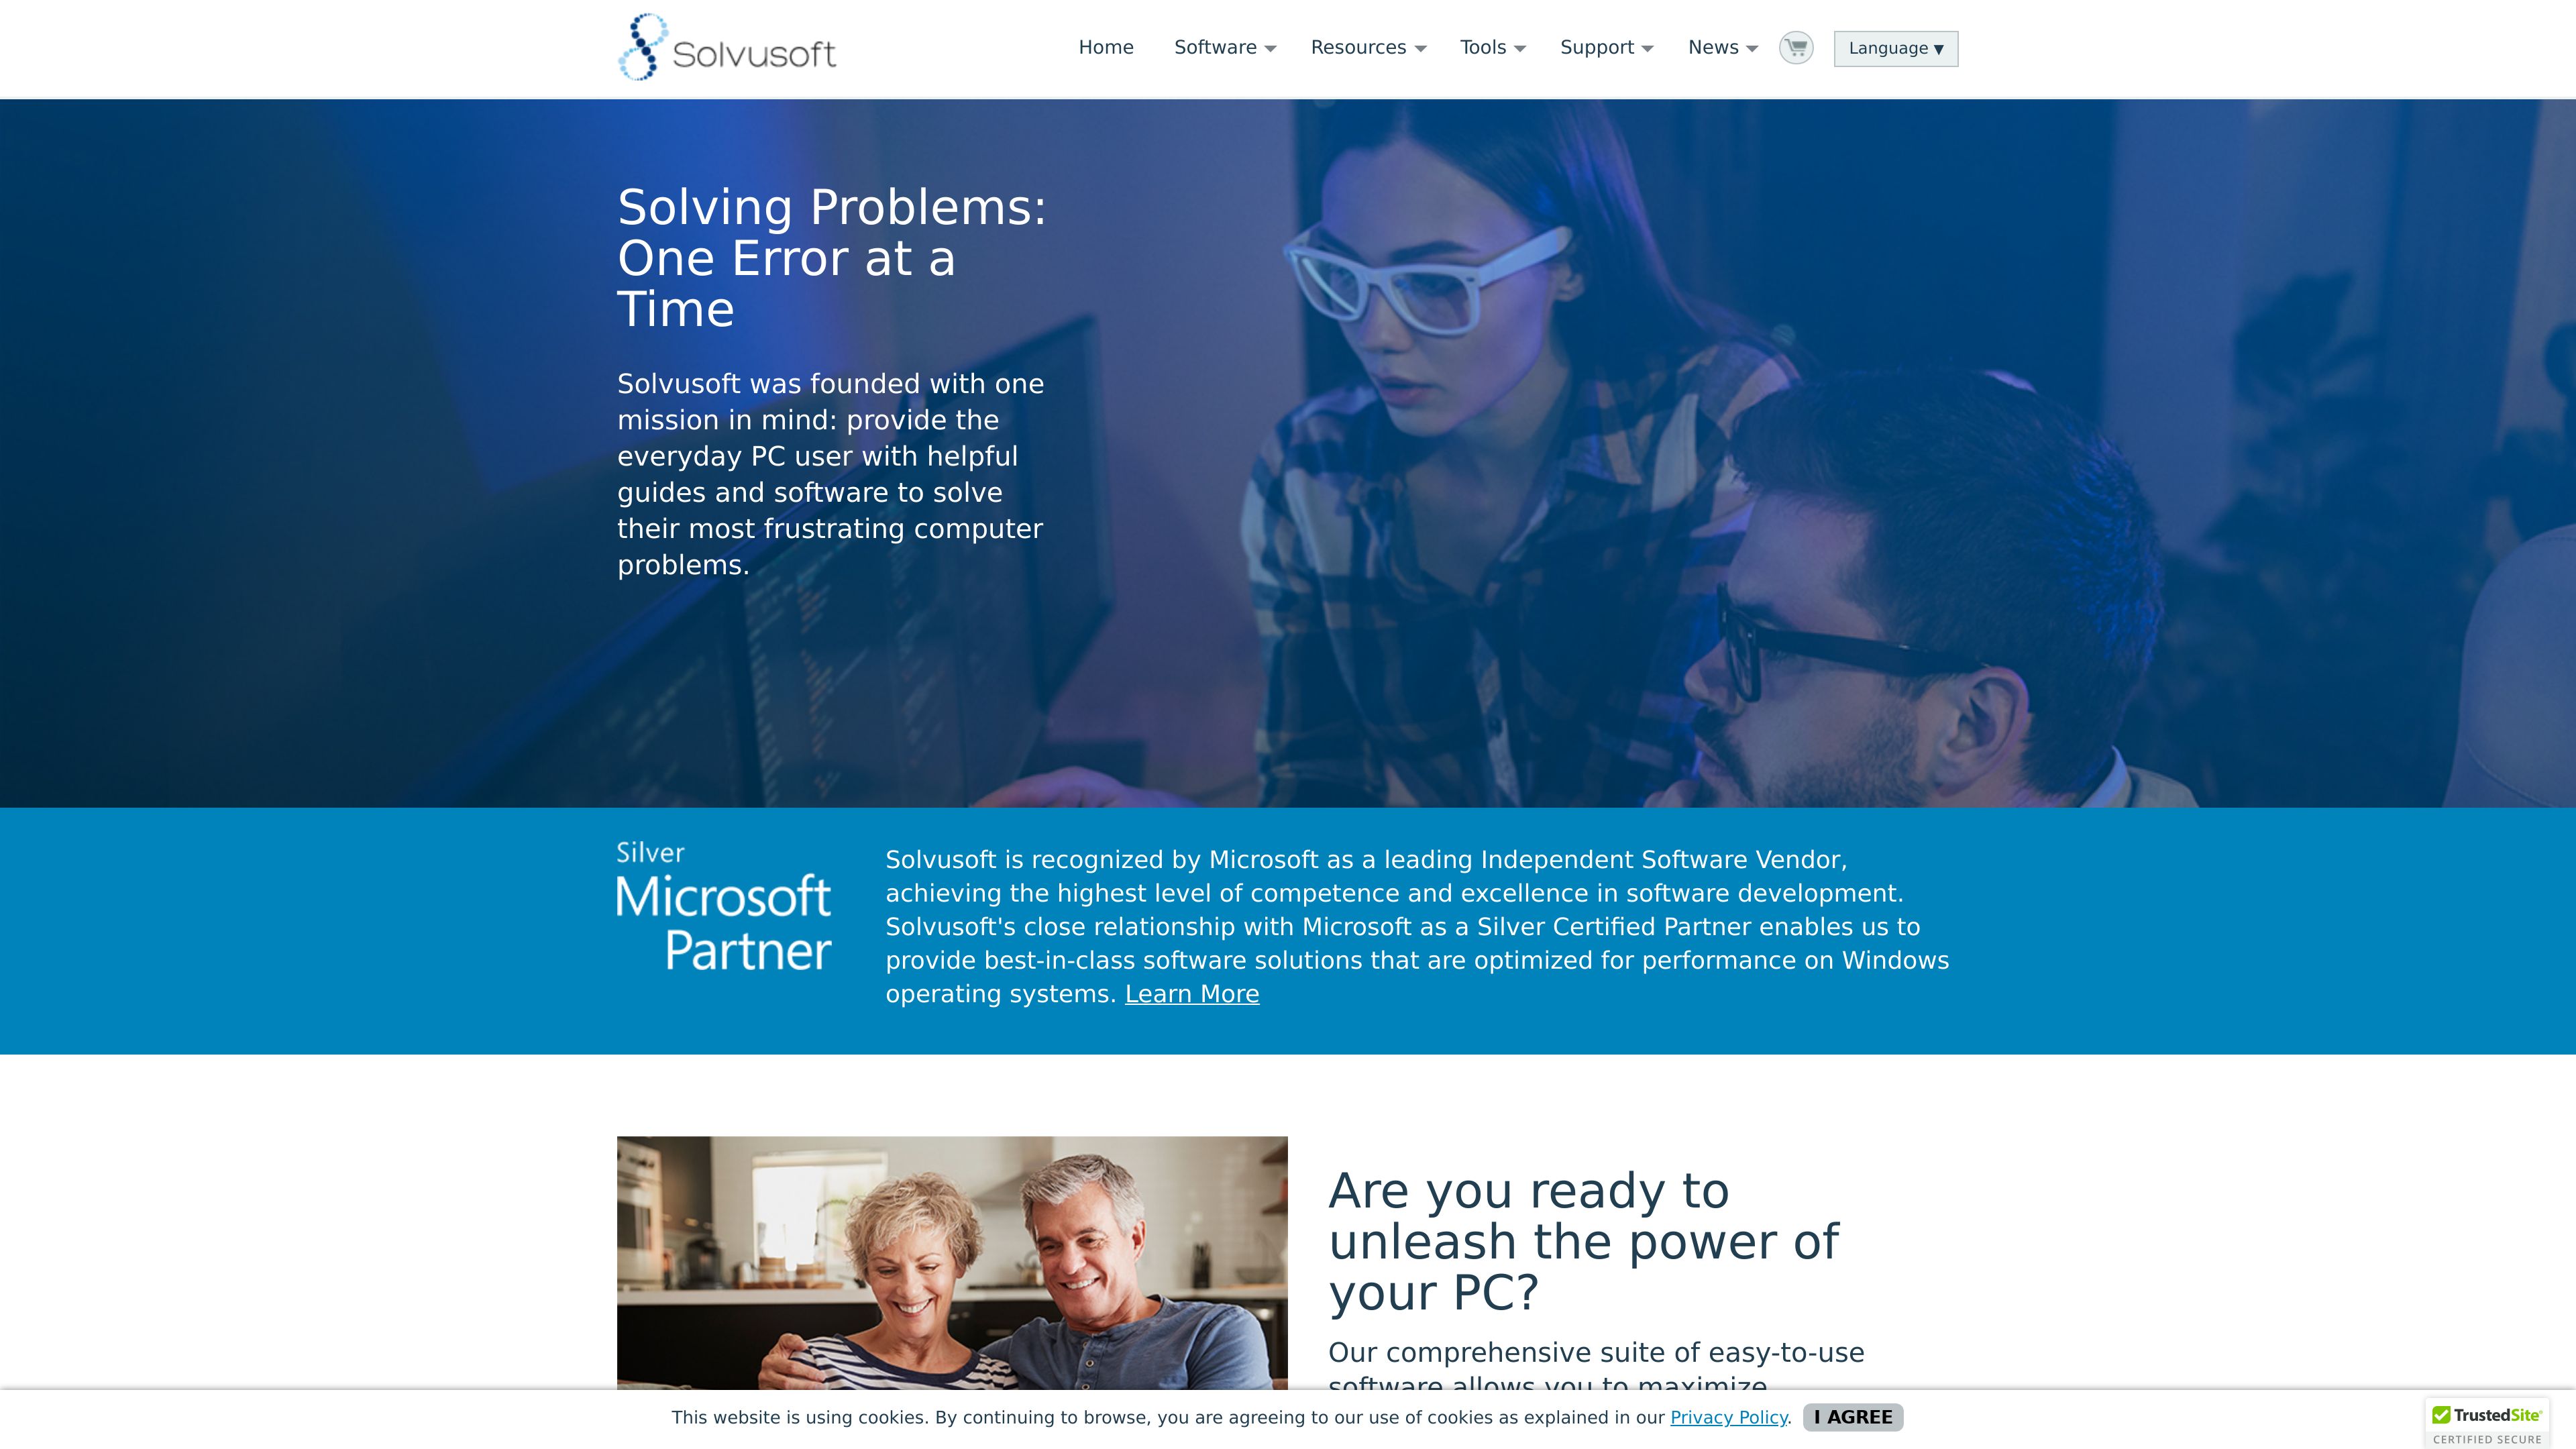 Solvusoft
Home
Software
Resources
Tools
Support
News
Language ▼
Solving Problems:
One Error at a
Time
Solvusoft was founded with one
mission in mind: provide the
everyday PC user with helpful
guides and software to solve
their most frustrating computer
problems.
Silver
Microsoft
Partner
Solvusoft is recognized by Microsoft as a leading Independent Software Vendor,
achieving the highest level of competence and excellence in software development.
Solvusoft's close relationship with Microsoft as a Silver Certified Partner enables us to
provide best-in-class software solutions that are optimized for performance on Windows
operating systems. Learn More
Are you ready to
unleash the power of
your PC?
Our comprehensive suite of easy-to-use
software allows you to maximize
This website is using cookies. By continuing to browse, you are agreeing to our use of cookies as explained in our Privacy Policy. I AGREE
TrustedSite
CERTIFIED SECURE